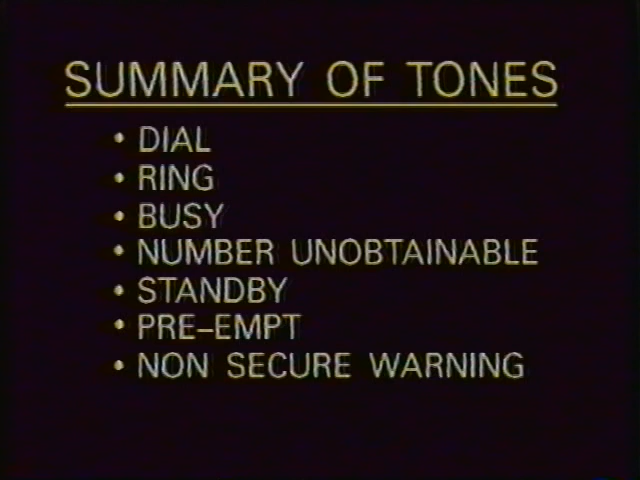 SUMMARY OF TONES
• DIAL
• RING
• BUSY
• NUMBER UNOBTAINABLE
• STANDBY
• PRE-EMPT
• NON SECURE WARNING